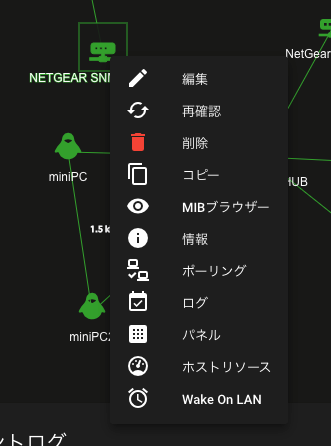 NetGear
NETGEAR SN
編集
再確認
削除
コピー
miniPC
HUB
MIBブラウザー
1.5 k
情報
ポーリング
ログ
miniPC
パネル
ホストリソース
Wake On LAN
ントログ